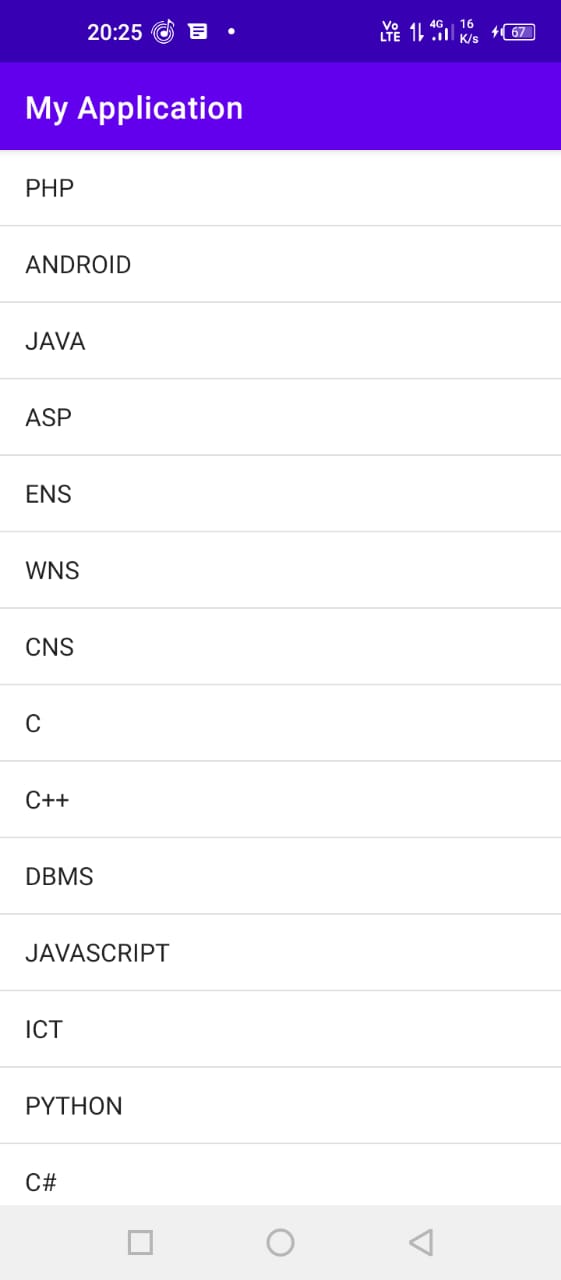 20:25 Vo LTE 4G 16 K/s 67
My Application
PHP
ANDROID
JAVA
ASP
ENS
WNS
CNS
C
C++
DBMS
JAVASCRIPT
ICT
PYTHON
C#